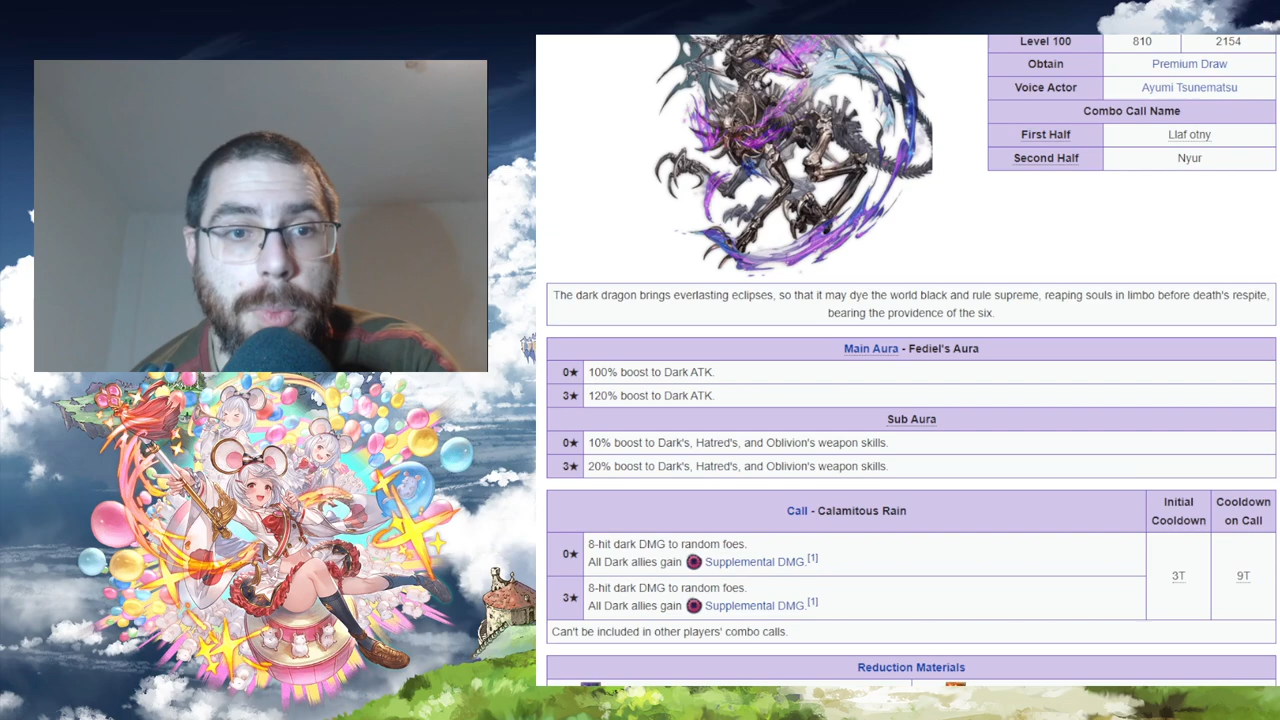 Level 100 810 2154
Obtain Premium Draw
Voice Actor Ayumi Tsunematsu
Combo Call Name
First Half Llaf otny
Second Half Nyur
The dark dragon brings everlasting eclipses, so that it may dye the world black and rule supreme, reaping souls in limbo before death's respite,
bearing the providence of the six.
Main Aura - Fediel's Aura
0★ 100% boost to Dark ATK.
3★ 120% boost to Dark ATK.
Sub Aura
0★ 10% boost to Dark's, Hatred's, and Oblivion's weapon skills.
3★ 20% boost to Dark's, Hatred's, and Oblivion's weapon skills.
Call - Calamitous Rain
Initial Cooldown
Cooldown on Call
0★ 8-hit dark DMG to random foes.
All Dark allies gain Supplemental DMG.[1]
3★ 8-hit dark DMG to random foes.
All Dark allies gain Supplemental DMG.[1]
3T 9T
Can't be included in other players' combo calls.
Reduction Materials